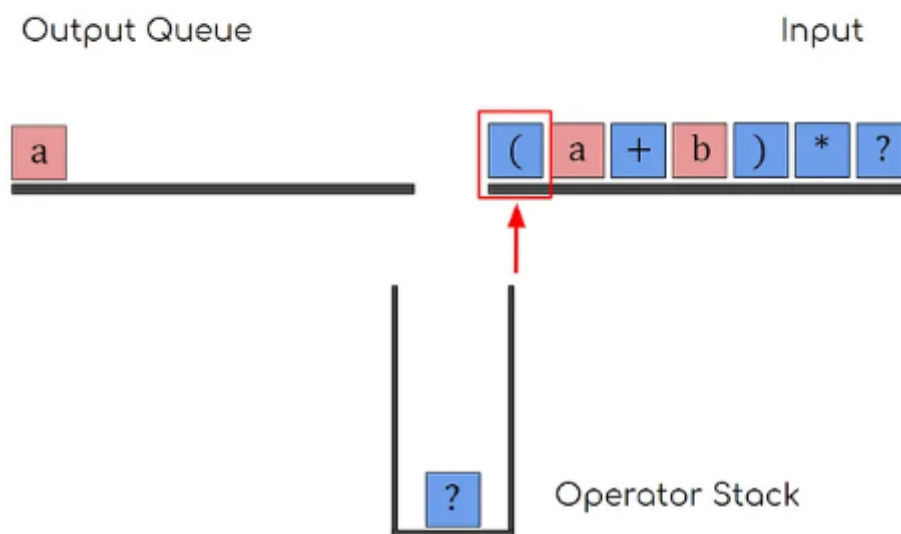 Output Queue Input
a ( a + b ) * ?
? Operator Stack